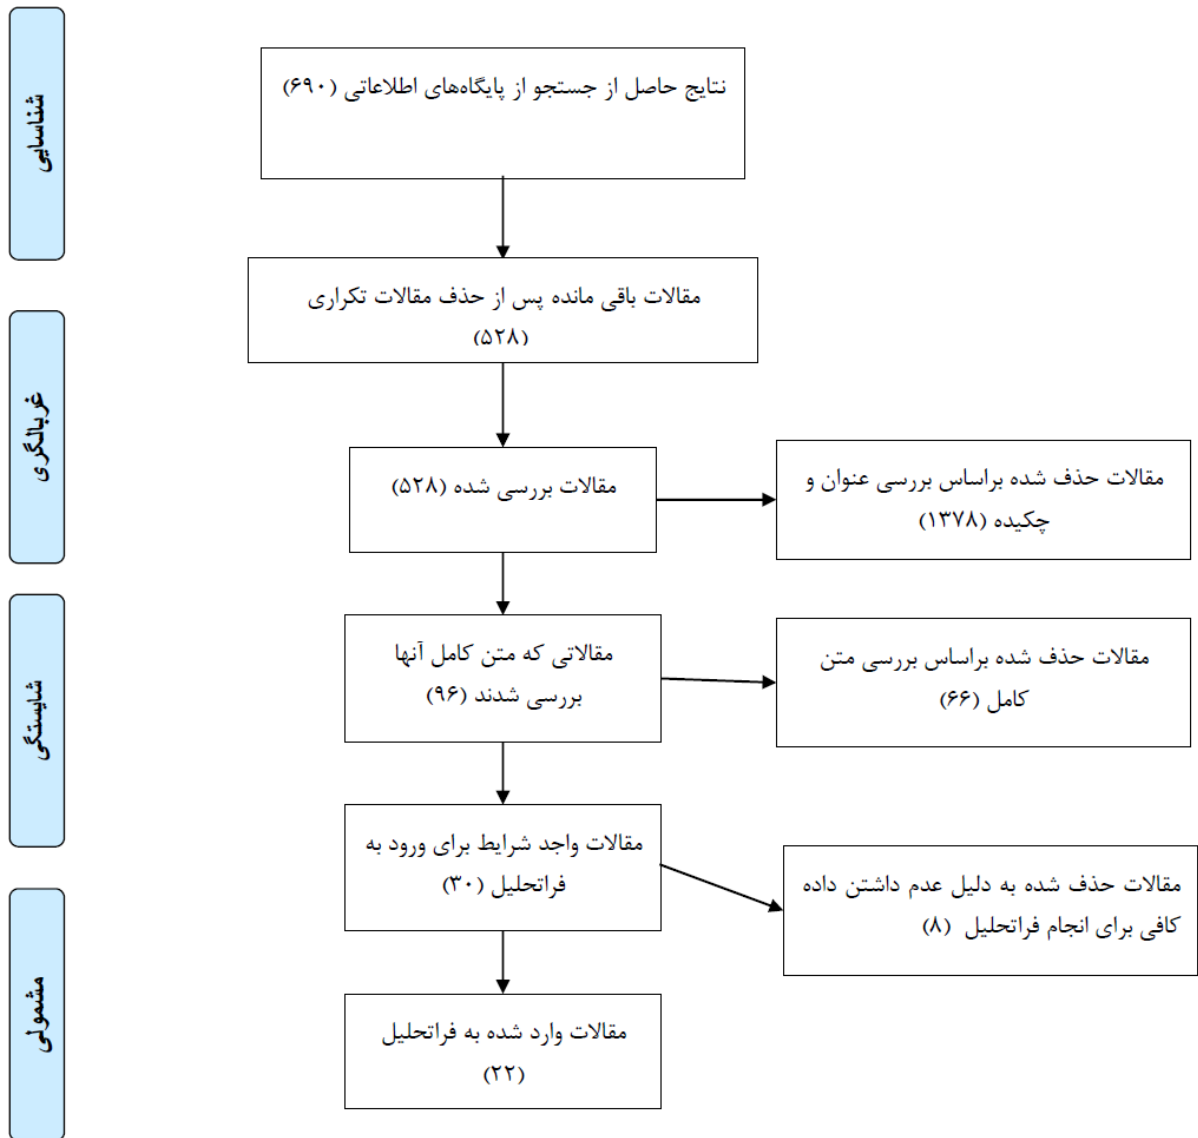 شناسایی
نتایج حاصل از جستجو از پایگاه‌های اطلاعاتی (۶۹۰)
مقالات باقی مانده پس از حذف مقالات تکراری
(۵۲۸)
غربالگری
مقالات بررسی شده (۵۲۸)
مقالات حذف شده براساس بررسی عنوان و
چکیده (۱۳۷۸)
شایستگی
مقالاتی که متن کامل آنها
بررسی شدند (۹۶)
مقالات حذف شده براساس بررسی متن
کامل (۶۶)
مقالات واجد شرایط برای ورود به
فراتحلیل (۳۰)
مقالات حذف شده به دلیل عدم داشتن داده
کافی برای انجام فراتحلیل (۸)
مشمولی
مقالات وارد شده به فراتحلیل
(۲۲)